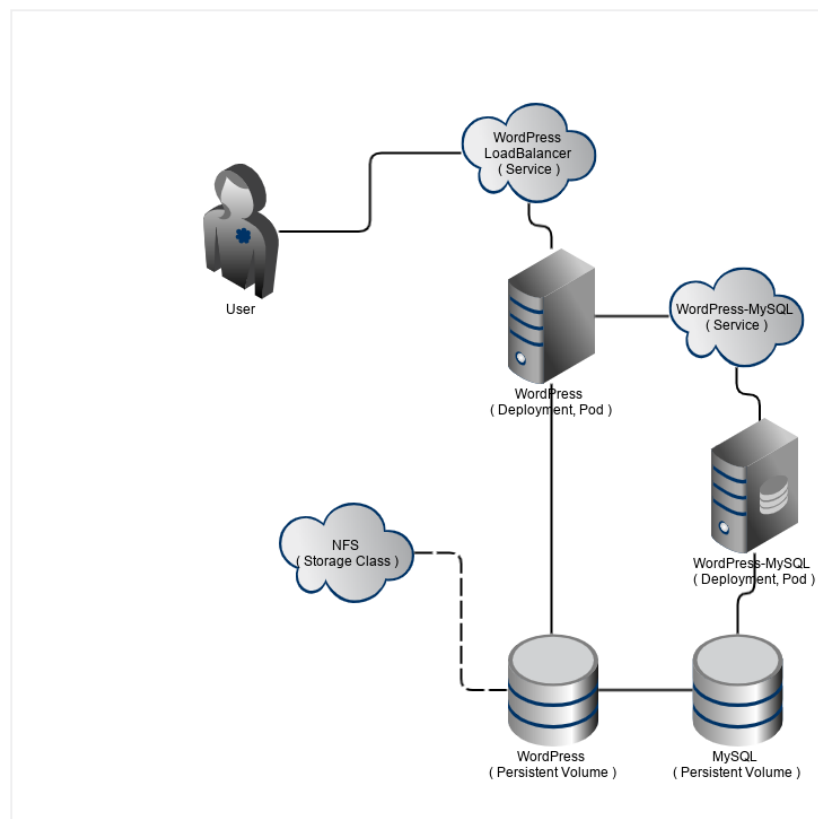 WordPress
LoadBalancer
( Service )
User
WordPress-MySQL
( Service )
WordPress
( Deployment, Pod )
NFS
( Storage Class )
WordPress-MySQL
( Deployment, Pod )
WordPress
( Persistent Volume )
MySQL
( Persistent Volume )